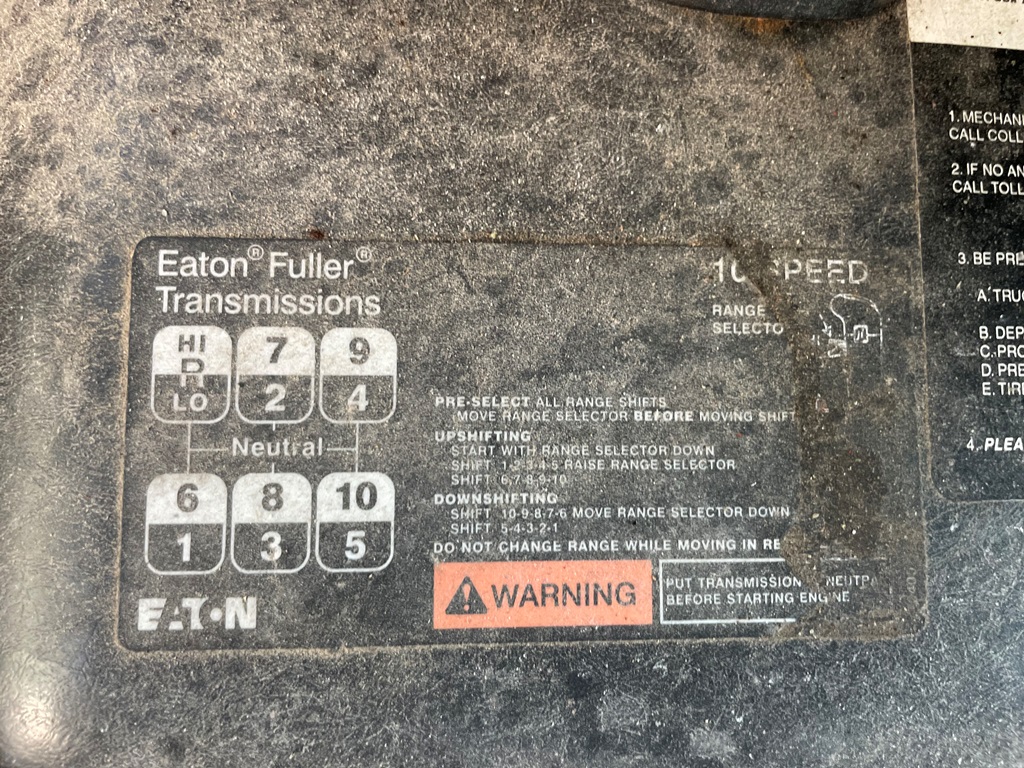 Eaton® Fuller®
Transmissions
SPEED
RANGE
HI 7 9
R
LO 2 4
Neutral
6 8 10
1 3 5
EATON
PRE-SELECT ALL RANGE SHIFTS
MOVE RANGE SELECTOR BEFORE MOVING SHIFT
UPSHIFTING
START WITH RANGE SELECTOR DOWN
SHIFT 1-2-3-4-5 RAISE RANGE SELECTOR
SHIFT 6-7-8-9-10
DOWNSHIFTING
SHIFT 10-9-8-7-6 MOVE RANGE SELECTOR DOWN
SHIFT 5-4-3-2-1
DO NOT CHANGE RANGE WHILE MOVING IN RE
WARNING
PUT TRANSMISSION
BEFORE STARTING ENGINE
1. MECHANI
CALL COLL
2. IF NO AN
CALL TOLL
3. BE PRE
A. TRUC
B. DEP
C. PRO
D. PRE
E. TIRE
4. PLEA